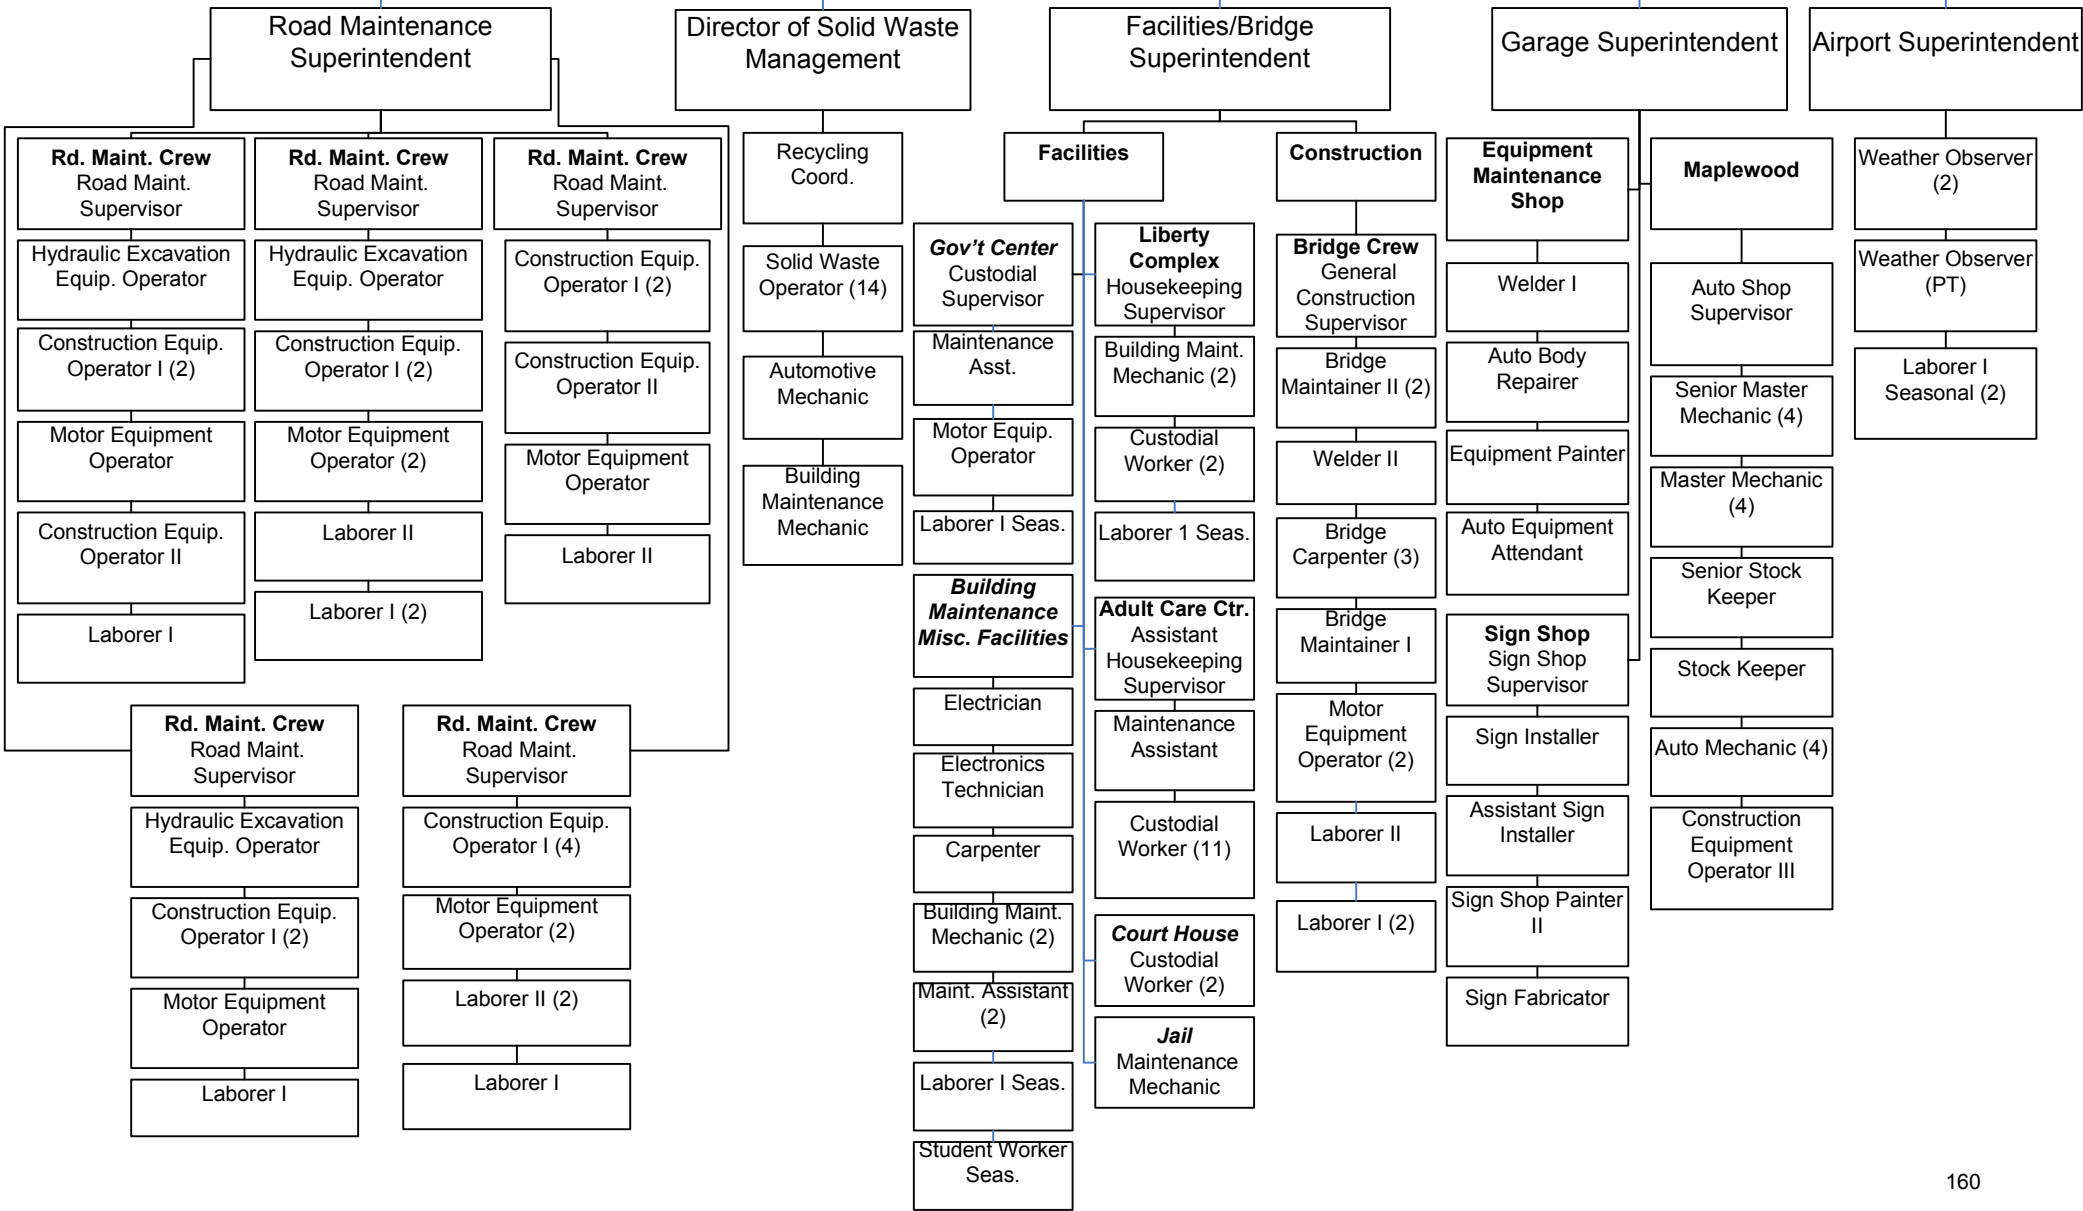 Road Maintenance
Superintendent
Director of Solid Waste
Management
Facilities/Bridge
Superintendent
Garage Superintendent
Airport Superintendent
Rd. Maint. Crew
Road Maint.
Supervisor
Hydraulic Excavation
Equip. Operator
Construction Equip.
Operator I (2)
Motor Equipment
Operator
Construction Equip.
Operator II
Laborer I
Rd. Maint. Crew
Road Maint.
Supervisor
Hydraulic Excavation
Equip. Operator
Construction Equip.
Operator I (2)
Motor Equipment
Operator (2)
Laborer II
Laborer I (2)
Rd. Maint. Crew
Road Maint.
Supervisor
Construction Equip.
Operator I (2)
Construction Equip.
Operator II
Motor Equipment
Operator
Laborer II
Rd. Maint. Crew
Road Maint.
Supervisor
Hydraulic Excavation
Equip. Operator
Construction Equip.
Operator I (2)
Motor Equipment
Operator
Laborer I
Rd. Maint. Crew
Road Maint.
Supervisor
Construction Equip.
Operator I (4)
Motor Equipment
Operator (2)
Laborer II (2)
Laborer I
Recycling
Coord.
Solid Waste
Operator (14)
Automotive
Mechanic
Building
Maintenance
Mechanic
Facilities
Gov't Center
Custodial
Supervisor
Maintenance
Asst.
Motor Equip.
Operator
Laborer I Seas.
Building
Maintenance
Misc. Facilities
Electrician
Electronics
Technician
Carpenter
Building Maint.
Mechanic (2)
Maint. Assistant
(2)
Laborer I Seas.
Student Worker
Seas.
Liberty
Complex
Housekeeping
Supervisor
Building Maint.
Mechanic (2)
Custodial
Worker (2)
Laborer 1 Seas.
Adult Care Ctr.
Assistant
Housekeeping
Supervisor
Maintenance
Assistant
Custodial
Worker (11)
Court House
Custodial
Worker (2)
Jail
Maintenance
Mechanic
Construction
Bridge Crew
General
Construction
Supervisor
Bridge
Maintainer II (2)
Welder II
Bridge
Carpenter (3)
Bridge
Maintainer I
Motor
Equipment
Operator (2)
Laborer II
Laborer I (2)
Equipment
Maintenance
Shop
Welder I
Auto Body
Repairer
Equipment Painter
Auto Equipment
Attendant
Sign Shop
Sign Shop
Supervisor
Sign Installer
Assistant Sign
Installer
Sign Shop Painter
II
Sign Fabricator
Maplewood
Auto Shop
Supervisor
Senior Master
Mechanic (4)
Master Mechanic
(4)
Senior Stock
Keeper
Stock Keeper
Auto Mechanic (4)
Construction
Equipment
Operator III
Weather Observer
(2)
Weather Observer
(PT)
Laborer I
Seasonal (2)
160